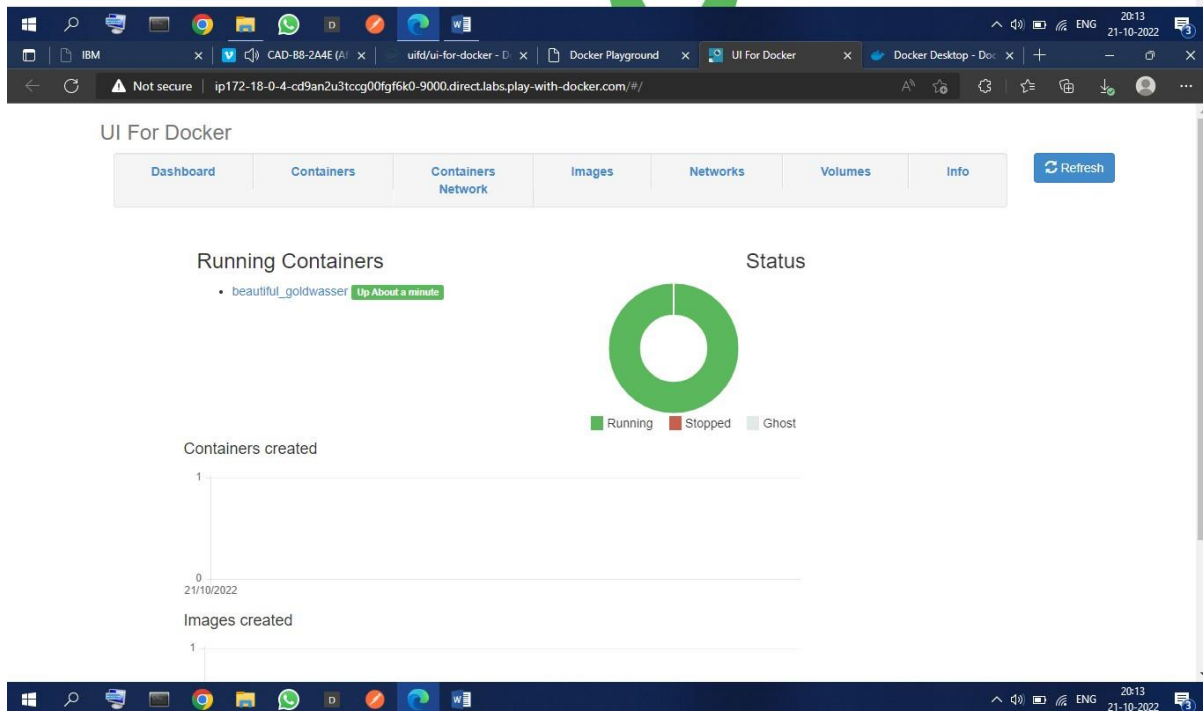 20:13
ENG
21-10-2022
3
IBM
CAD-B8-2A4E (Af
uifd/ui-for-docker - D
Docker Playground
UI For Docker
Docker Desktop - Doc
Not secure
ip172-18-0-4-cd9an2u3tccg00fgf6k0-9000.direct.labs.play-with-docker.com/#/
UI For Docker
Dashboard
Containers
Containers
Network
Images
Networks
Volumes
Info
Refresh
Running Containers
beautiful_goldwasser Up About a minute
Status
Running
Stopped
Ghost
Containers created
1
0
21/10/2022
Images created
1
20:13
ENG
21-10-2022
3